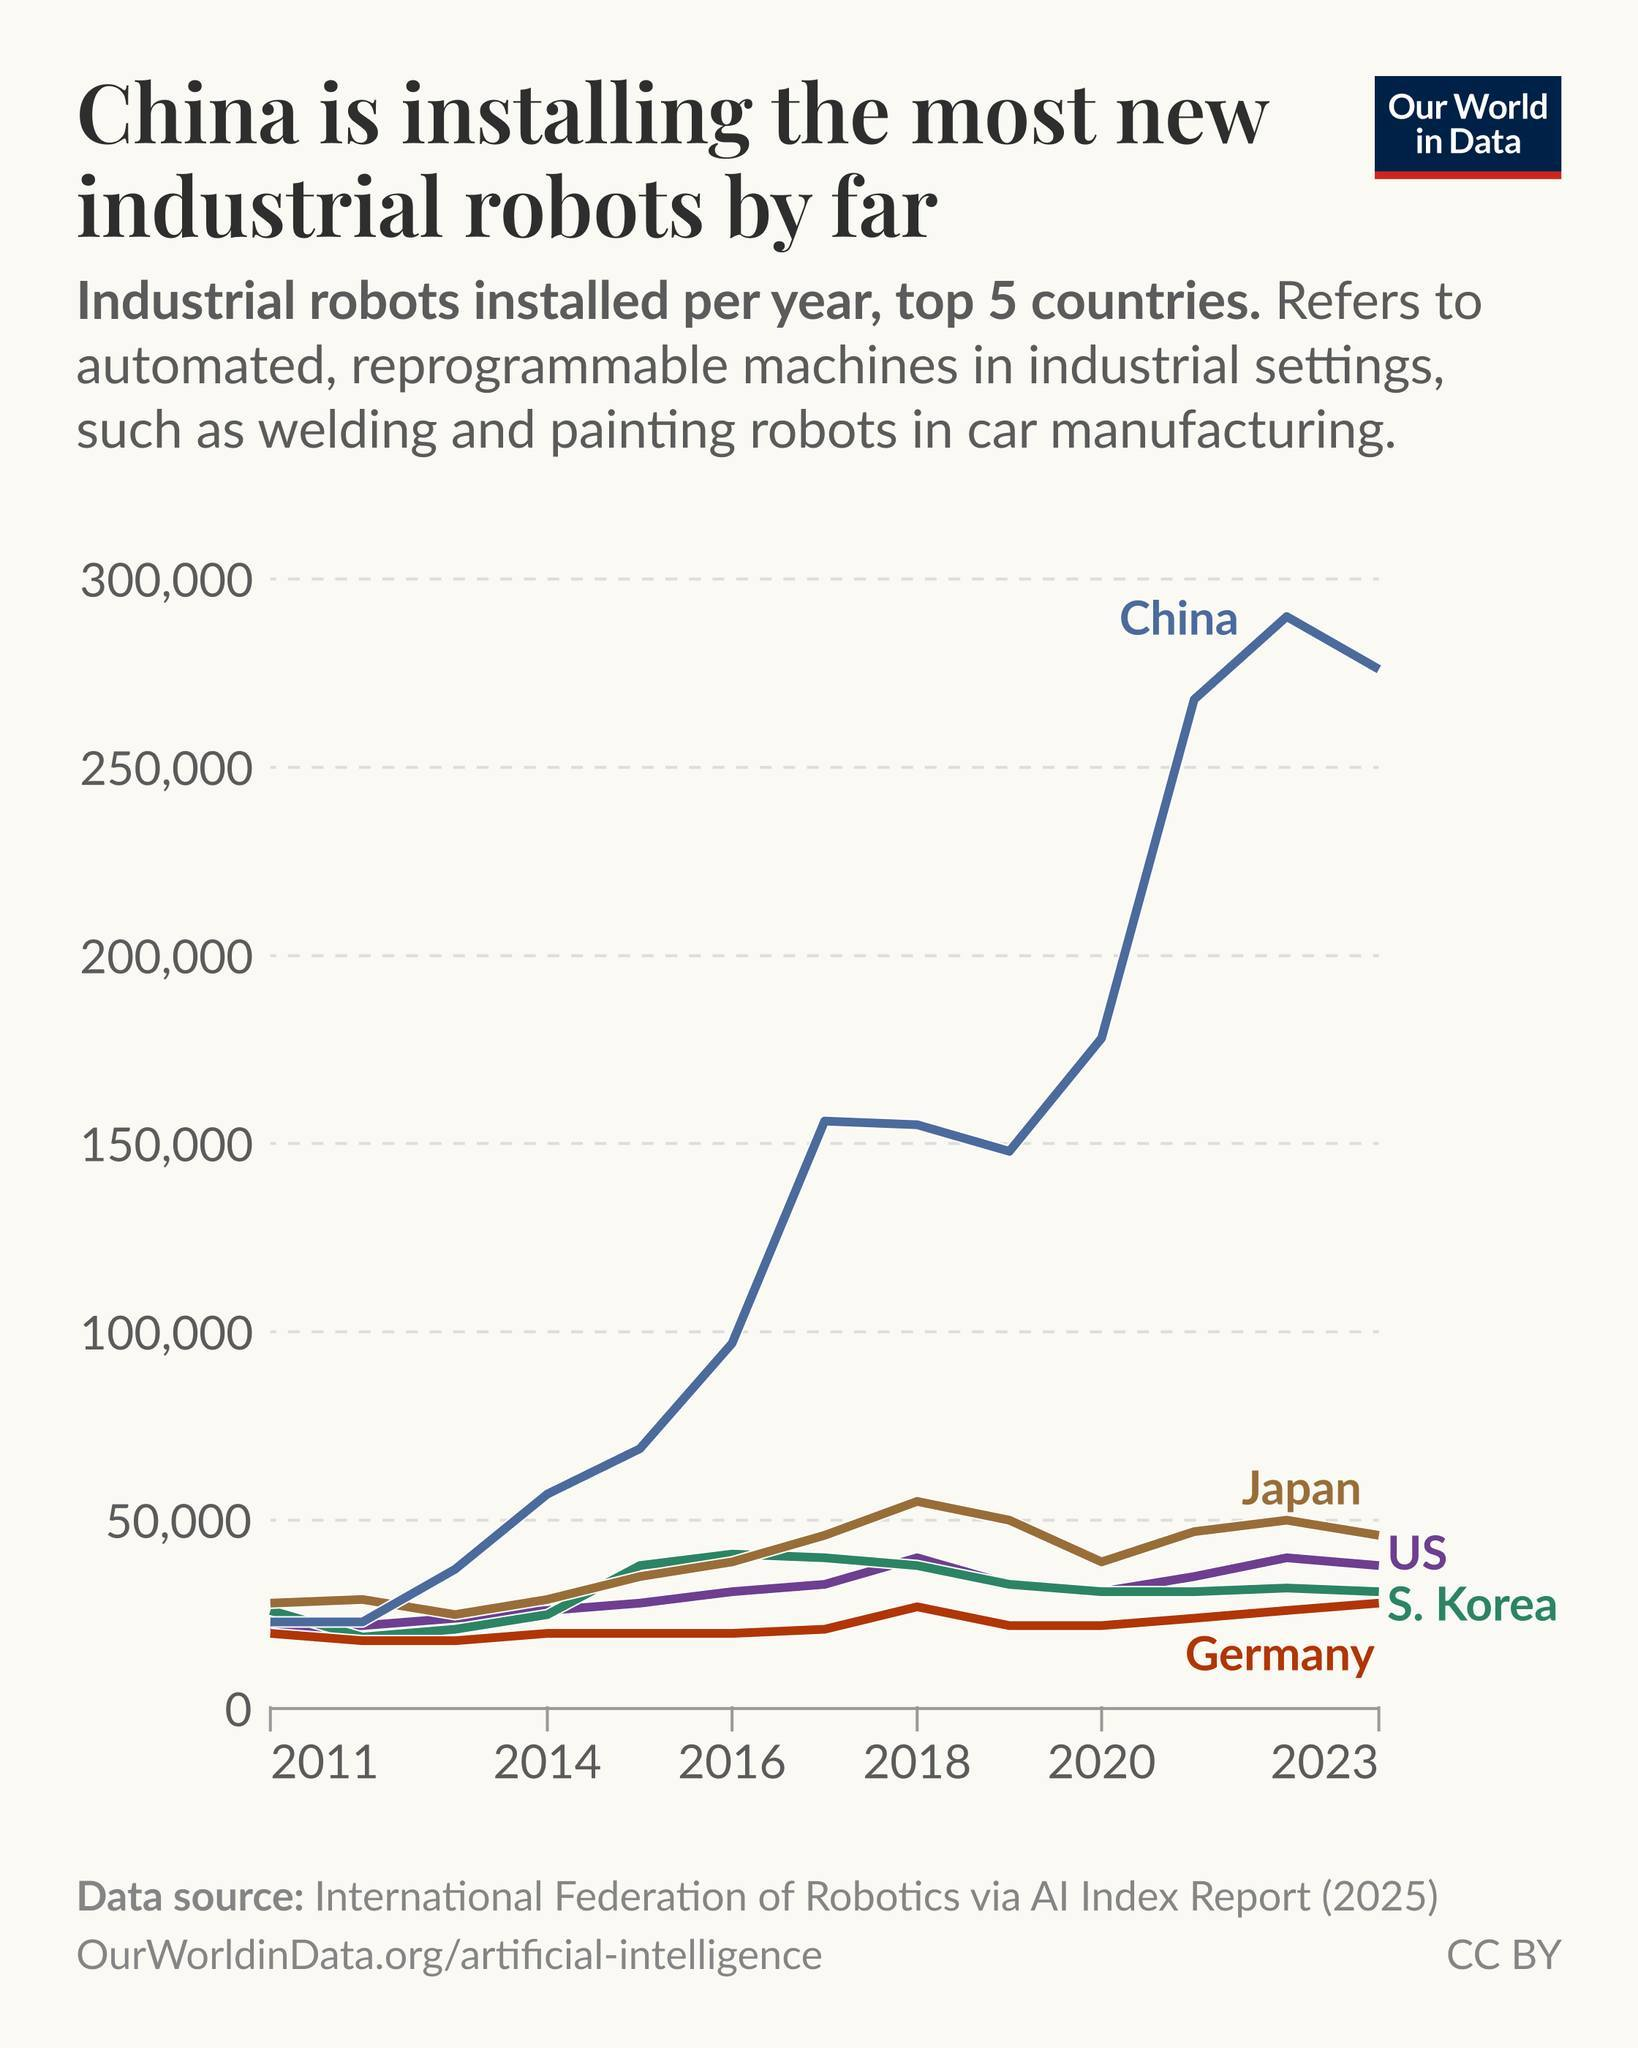 China is installing the most new
industrial robots by far
Our World
in Data
Industrial robots installed per year, top 5 countries. Refers to
automated, reprogrammable machines in industrial settings,
such as welding and painting robots in car manufacturing.
300,000
China
250,000
200,000
150,000
100,000
Japan
50,000
US
S. Korea
Germany
0
2011 2014 2016 2018 2020 2023
Data source: International Federation of Robotics via AI Index Report (2025)
OurWorldinData.org/artificial-intelligence CC BY